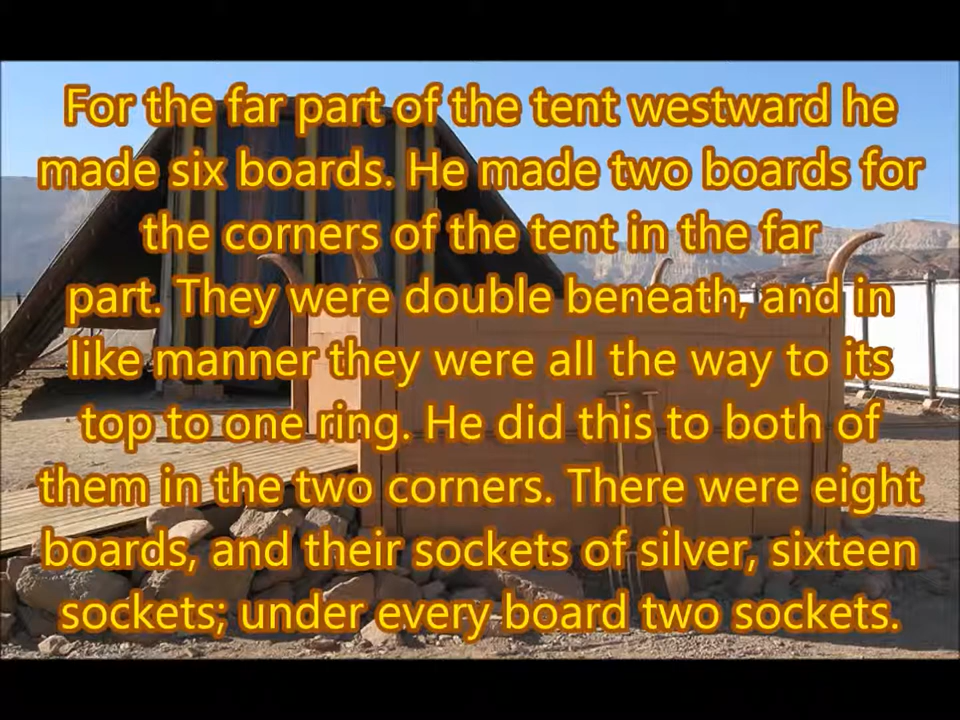 For the far part of the tent westward he
made six boards. He made two boards for
the corners of the tent in the far
part. They were double beneath, and in
like manner they were all the way to its
top to one ring. He did this to both of
them in the two corners. There were eight
boards, and their sockets of silver, sixteen
sockets; under every board two sockets.